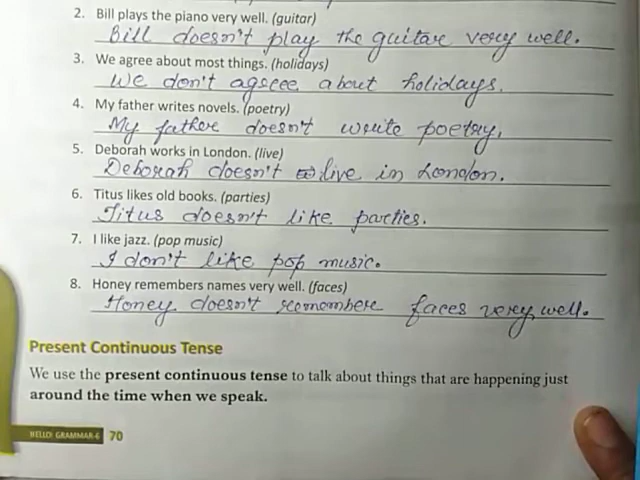 2. Bill plays the piano very well. (guitar)
Bill doesn't play the guitar very well.
3. We agree about most things. (holidays)
We don't agree about holidays.
4. My father writes novels. (poetry)
My father doesn't write poetry.
5. Deborah works in London. (live)
Deborah doesn't live in London.
6. Titus likes old books. (parties)
Titus doesn't like parties.
7. I like jazz. (pop music)
I don't like pop music.
8. Honey remembers names very well. (faces)
Honey doesn't remember faces very well.
Present Continuous Tense
We use the present continuous tense to talk about things that are happening just
around the time when we speak.
HELLO! GRAMMAR-6 70